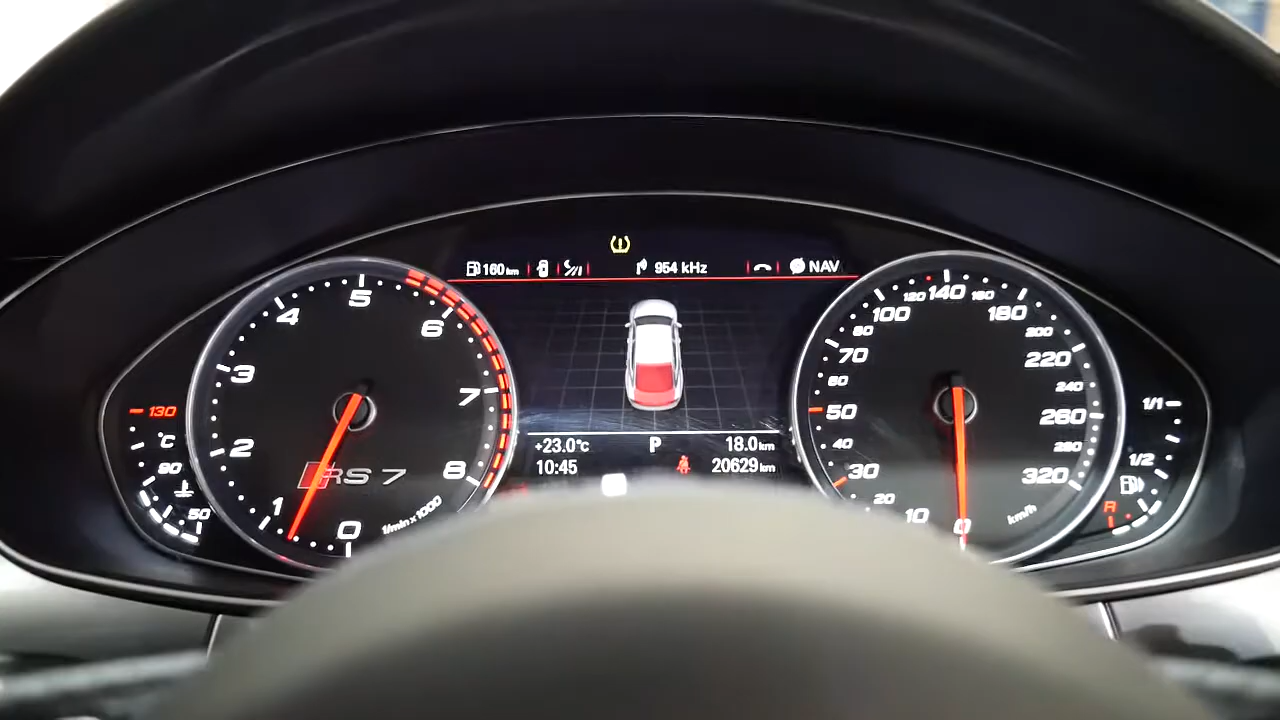 160 km
954 kHz
NAV
+23.0°C
P
18.0 km
10:45
20629 km
0
1
2
3
4
5
6
7
8
RS 7
1/min x 1000
0
10
20
30
40
50
60
70
80
100
120
140
160
180
200
220
240
260
280
320
km/h
130
°C
90
50
1/1
1/2
R